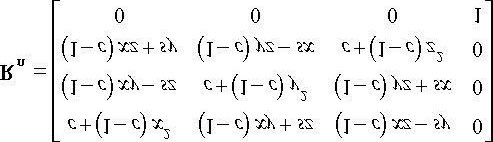 c+(1−c)x² (1−c)xy+sz (1−c)xz−sy 0
R_u = (1−c)xy−sz c+(1−c)y² (1−c)yz+sx 0
(1−c)xz+sy (1−c)yz−sx c+(1−c)z² 0
0 0 0 1